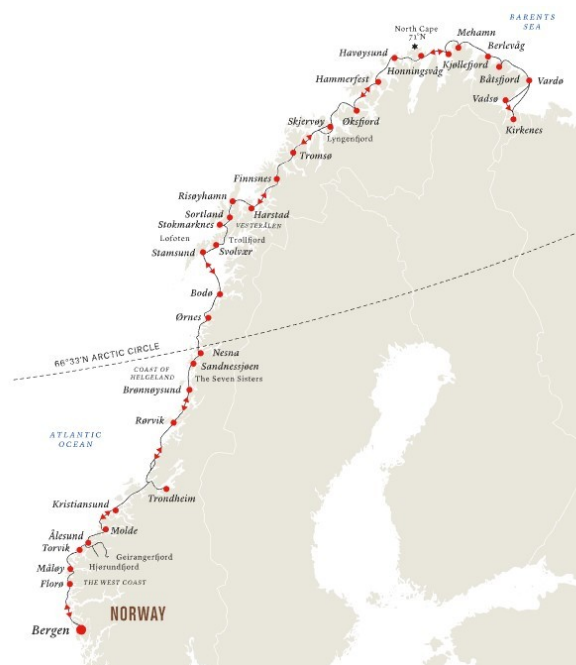 BARENTS
SEA
North Cape
71°N
Mehamn
Berlevåg
Havøysund
Kjøllefjord
Honningsvåg
Båtsfjord
Vardø
Hammerfest
Vadsø
Kirkenes
Skjervøy
Øksfjord
Lyngenfjord
Tromsø
Finnsnes
Risøyhamn
Harstad
Sortland
Stokmarknes
VESTERÅLEN
Lofoten
Trollfjord
Svolvær
Stamsund
Bodø
Ørnes
66°33'N ARCTIC CIRCLE
Nesna
Sandnessjøen
COAST OF
HELGELAND
The Seven Sisters
Brønnøysund
Rørvik
ATLANTIC
OCEAN
Trondheim
Kristiansund
Molde
Ålesund
Torvik
Geirangerfjord
Hjørundfjord
Måløy
Florø
THE WEST COAST
NORWAY
Bergen